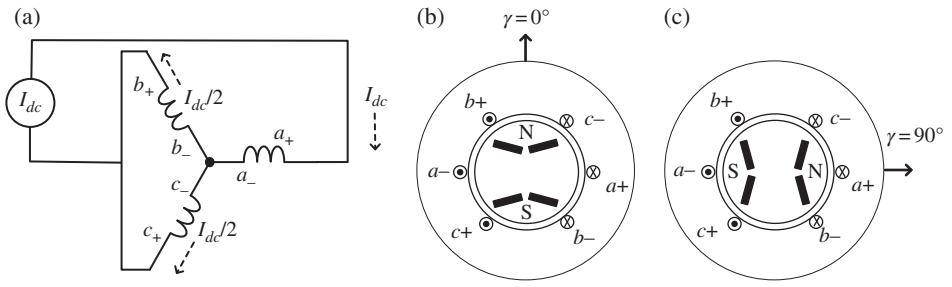 (a)
I_dc
b₊
I_dc/2
b₋
a₊
a₋
c₋
c₊
I_dc/2
I_dc
(b)
γ = 0°
b+
c−
N
a−
a+
S
c+
b−
(c)
b+
c−
γ = 90°
a−
S
N
a+
c+
b−